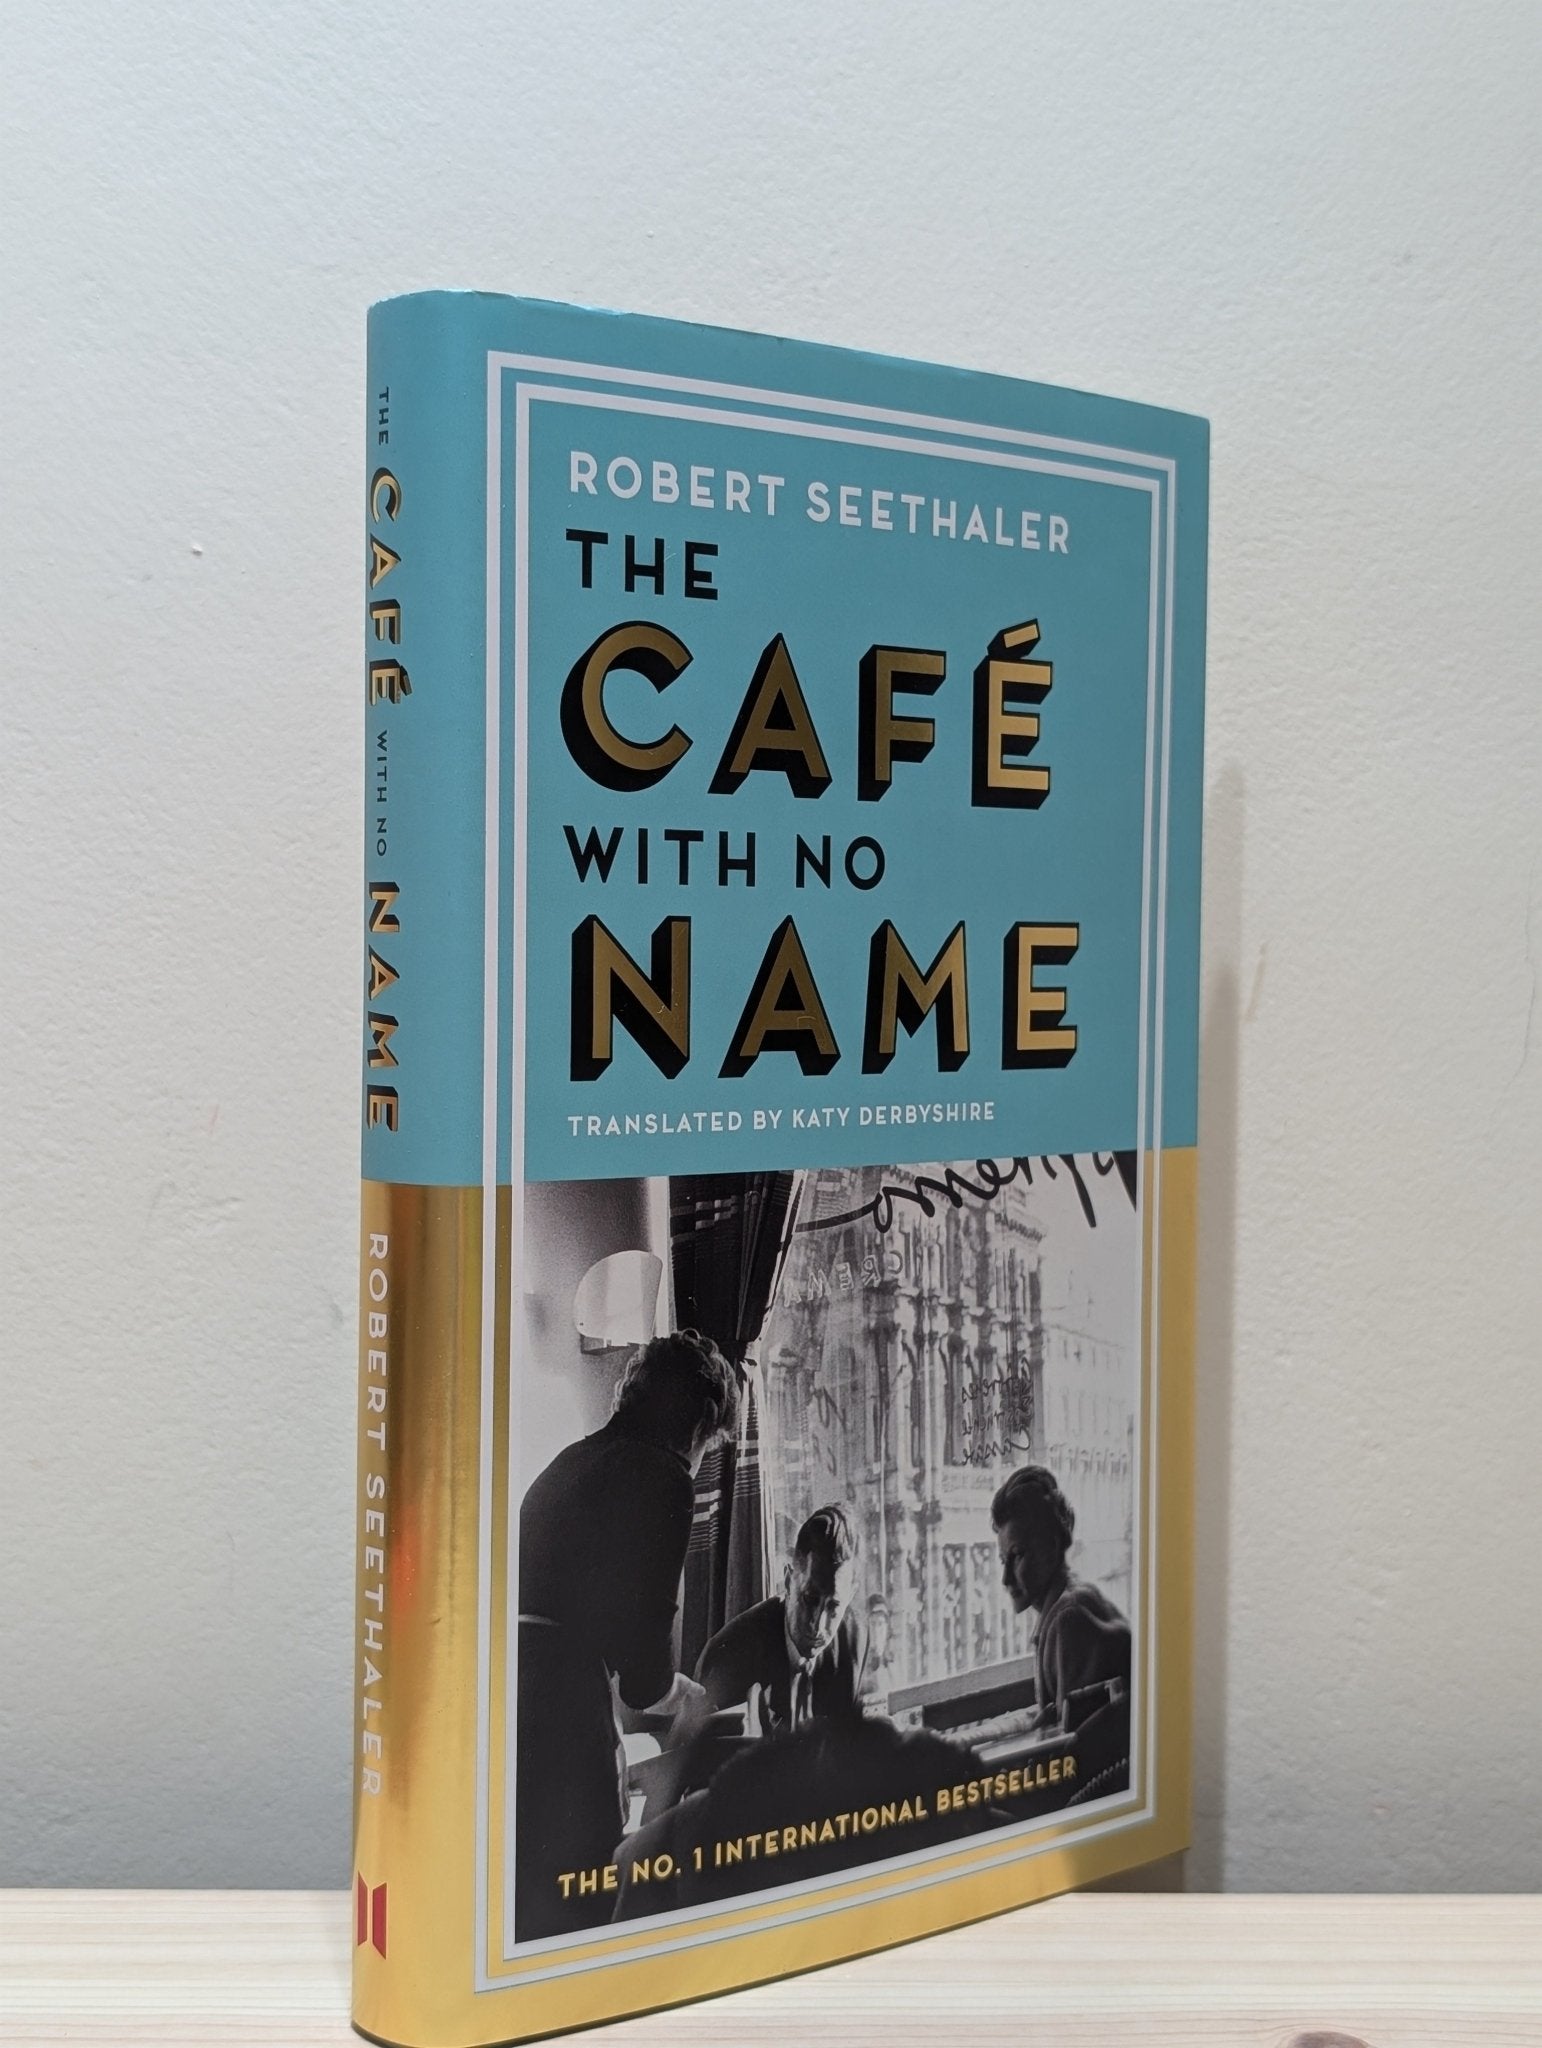 THE CAFÉ WITH NO NAME ROBERT SEETHALER
ROBERT SEETHALER
THE
CAFÉ
WITH NO
NAME
TRANSLATED BY KATY DERBYSHIRE
CREMA
THE NO. 1 INTERNATIONAL BESTSELLER